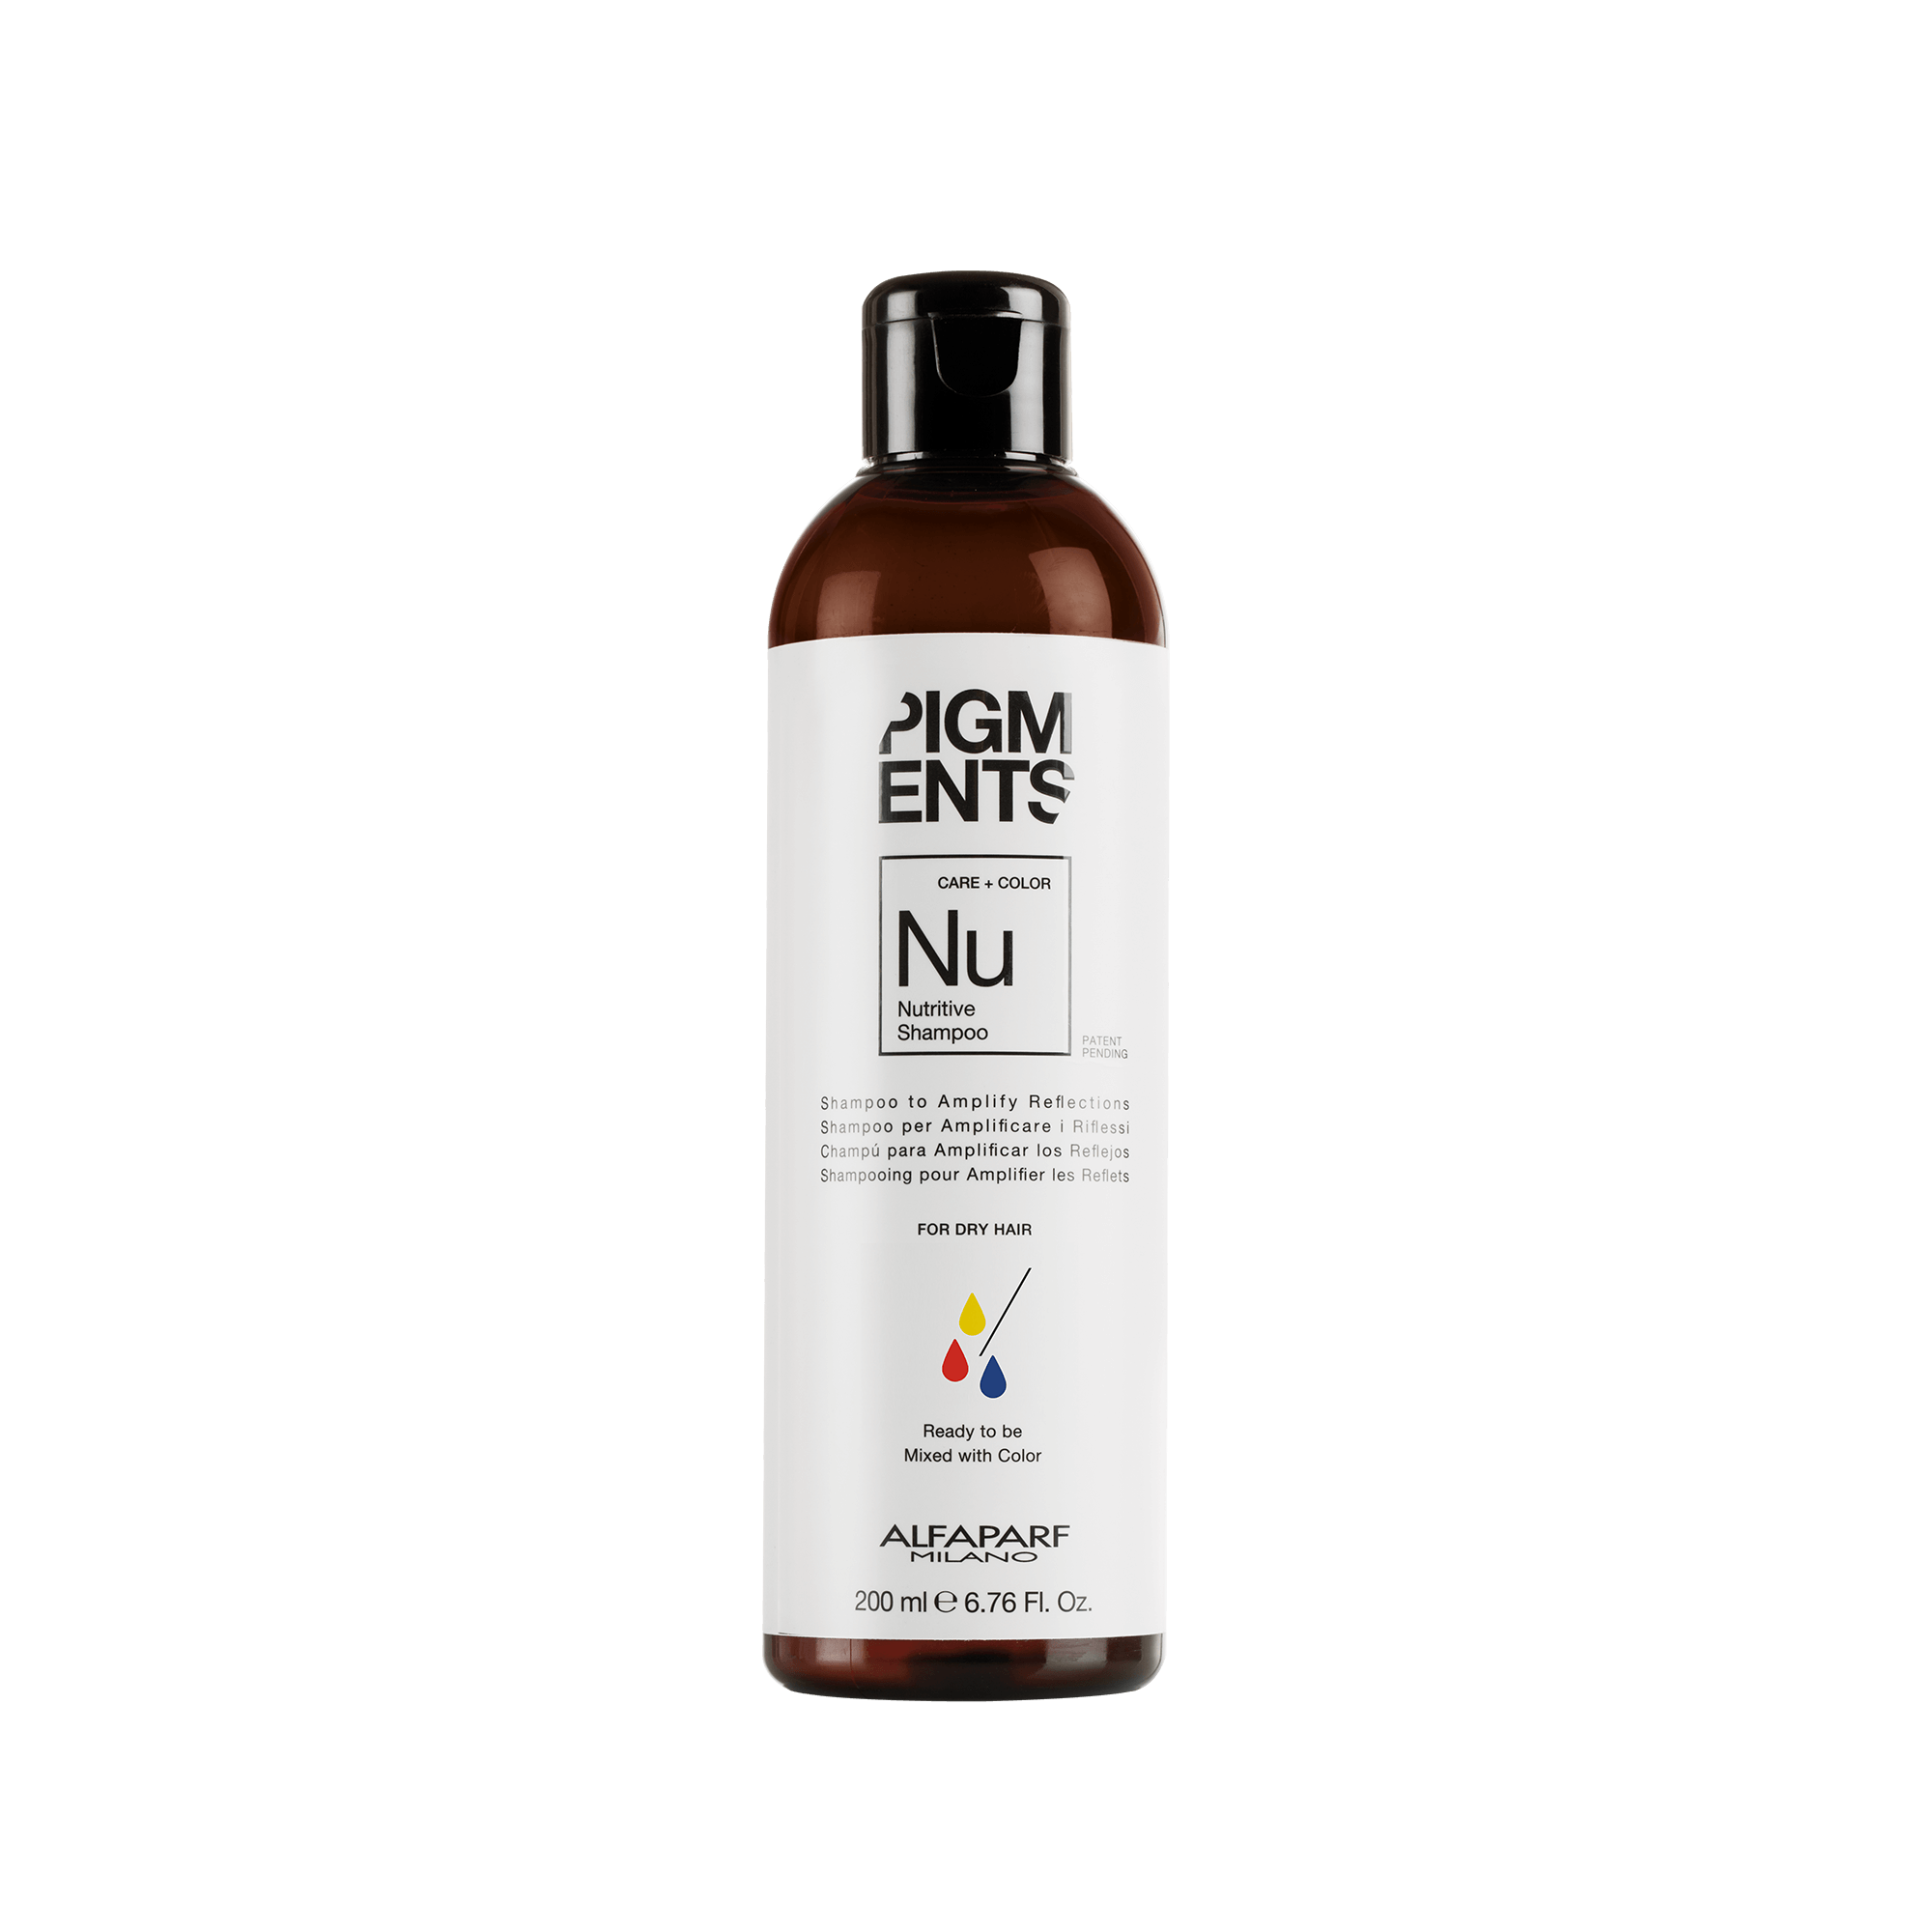 PIGM
ENTS
CARE + COLOR
Nu
Nutritive
Shampoo
PATENT
PENDING
Shampoo to Amplify Reflections
Shampoo per Amplificare i Riflessi
Champú para Amplificar los Reflejos
Shampooing pour Amplifier les Reflets
FOR DRY HAIR
Ready to be
Mixed with Color
ALFAPARF
MILANO
200 ml ℮ 6.76 Fl. Oz.